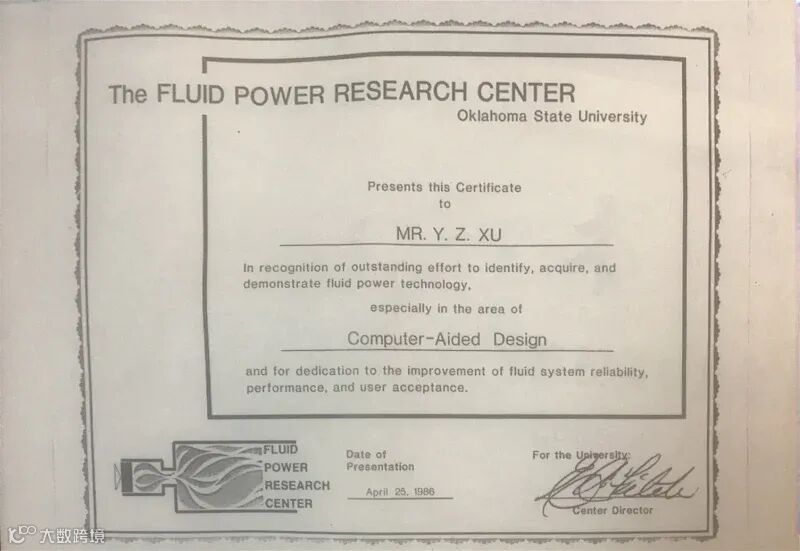 The FLUID POWER RESEARCH CENTER
Oklahoma State University
Presents this Certificate
to
MR. Y. Z. XU
In recognition of outstanding effort to identify, acquire, and
demonstrate fluid power technology,
especially in the area of
Computer-Aided Design
and for dedication to the improvement of fluid system reliability,
performance, and user acceptance.
FLUID
POWER
RESEARCH
CENTER
Date of
Presentation
April 25, 1986
For the University:
Center Director
大数跨境